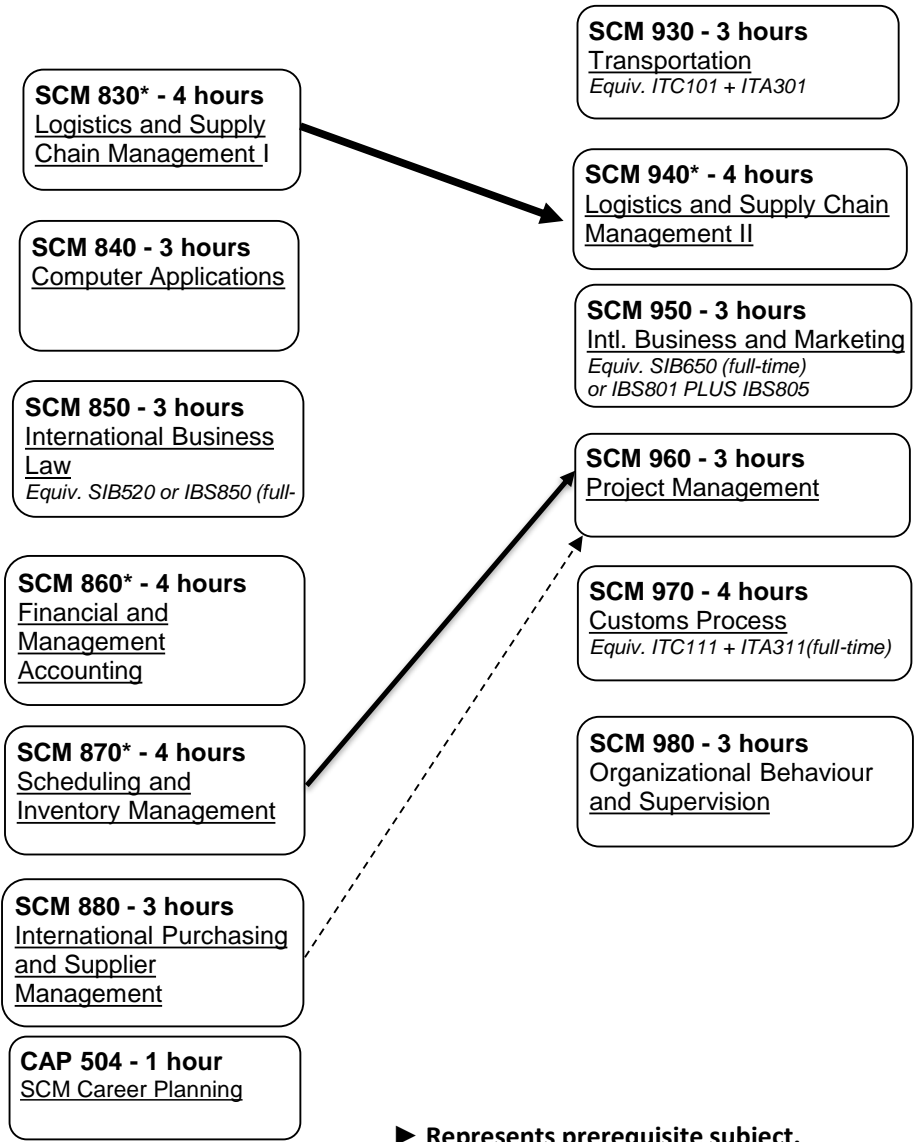 SCM 830* - 4 hours
Logistics and Supply
Chain Management I
SCM 840 - 3 hours
Computer Applications
SCM 850 - 3 hours
International Business
Law
Equiv. SIB520 or IBS850 (full-
SCM 860* - 4 hours
Financial and
Management
Accounting
SCM 870* - 4 hours
Scheduling and
Inventory Management
SCM 880 - 3 hours
International Purchasing
and Supplier
Management
CAP 504 - 1 hour
SCM Career Planning
SCM 930 - 3 hours
Transportation
Equiv. ITC101 + ITA301
SCM 940* - 4 hours
Logistics and Supply Chain
Management II
SCM 950 - 3 hours
Intl. Business and Marketing
Equiv. SIB650 (full-time)
or IBS801 PLUS IBS805
SCM 960 - 3 hours
Project Management
SCM 970 - 4 hours
Customs Process
Equiv. ITC111 + ITA311(full-time)
SCM 980 - 3 hours
Organizational Behaviour
and Supervision
► Represents prerequisite subject.